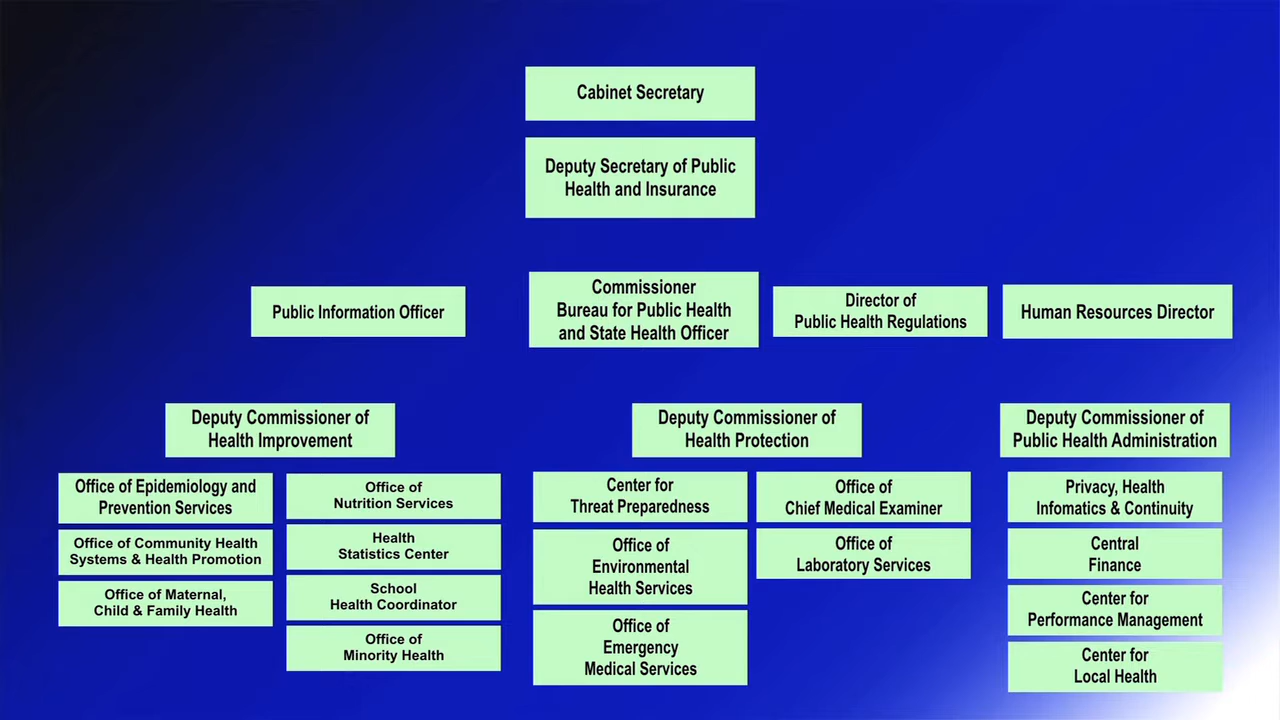 Cabinet Secretary
Deputy Secretary of Public
Health and Insurance
Public Information Officer
Commissioner
Bureau for Public Health
and State Health Officer
Director of
Public Health Regulations
Human Resources Director
Deputy Commissioner of
Health Improvement
Deputy Commissioner of
Health Protection
Deputy Commissioner of
Public Health Administration
Office of Epidemiology and
Prevention Services
Office of Community Health
Systems & Health Promotion
Office of Maternal,
Child & Family Health
Office of
Nutrition Services
Health
Statistics Center
School
Health Coordinator
Office of
Minority Health
Center for
Threat Preparedness
Office of
Environmental
Health Services
Office of
Emergency
Medical Services
Office of
Chief Medical Examiner
Office of
Laboratory Services
Privacy, Health
Infomatics & Continuity
Central
Finance
Center for
Performance Management
Center for
Local Health